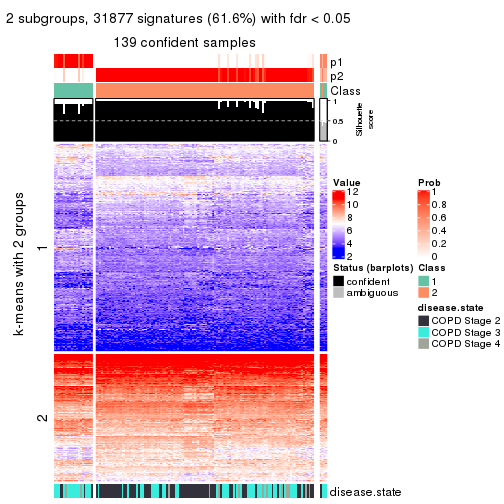 2 subgroups, 31877 signatures (61.6%) with fdr < 0.05
139 confident samples
p1
p2
Class
1
0.5
0
Silhouette
score
k-means with 2 groups
1
2
Value
12
10
8
6
4
2
Prob
1
0.8
0.6
0.4
0.2
0
Status (barplots)
confident
ambiguous
Class
1
2
disease.state
COPD Stage 2
COPD Stage 3
COPD Stage 4
disease.state